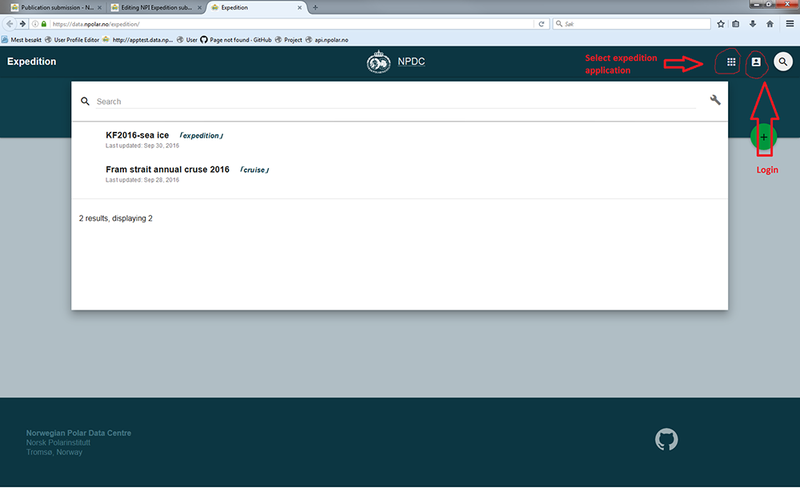 Publication submission - N...
Editing NPI Expedition sub...
Expedition
https://data.npolar.no/expedition/
Søk
Mest besøkt
User Profile Editor
http://apptest.data.np...
User
Page not found · GitHub
Project
api.npolar.no
Expedition
NPDC
Select expedition
application
Search
KF2016-sea ice 「expedition」
Last updated: Sep 30, 2016
Fram strait annual cruse 2016 「cruise」
Last updated: Sep 28, 2016
Login
2 results, displaying 2
Norwegian Polar Data Centre
Norsk Polarinstitutt
Tromsø, Norway